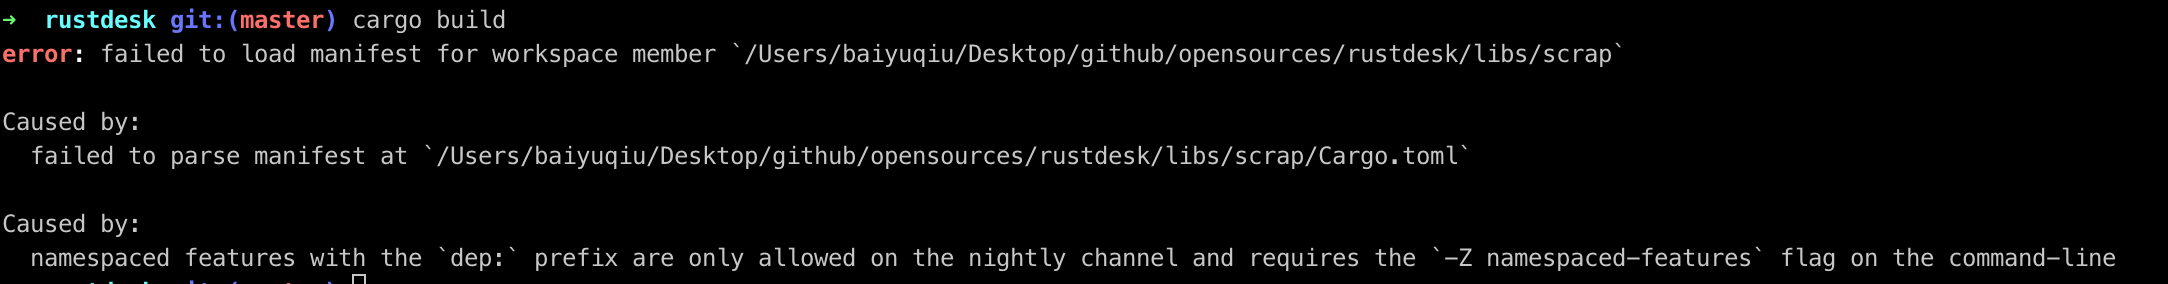 → rustdesk git:(master) cargo build
error: failed to load manifest for workspace member `/Users/baiyuqiu/Desktop/github/opensources/rustdesk/libs/scrap`
Caused by:
failed to parse manifest at `/Users/baiyuqiu/Desktop/github/opensources/rustdesk/libs/scrap/Cargo.toml`
Caused by:
namespaced features with the `dep:` prefix are only allowed on the nightly channel and requires the `-Z namespaced-features` flag on the command-line